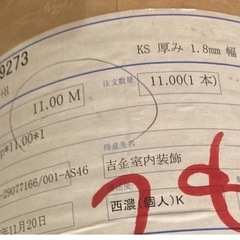 9273
KS 厚み 1.8mm 幅
注文数量
11.00 M
11.00(1本)
p*11.00*1
得意先名
-29077166/001-AS46
吉金室内装飾
西濃(個人)K
年11月20日